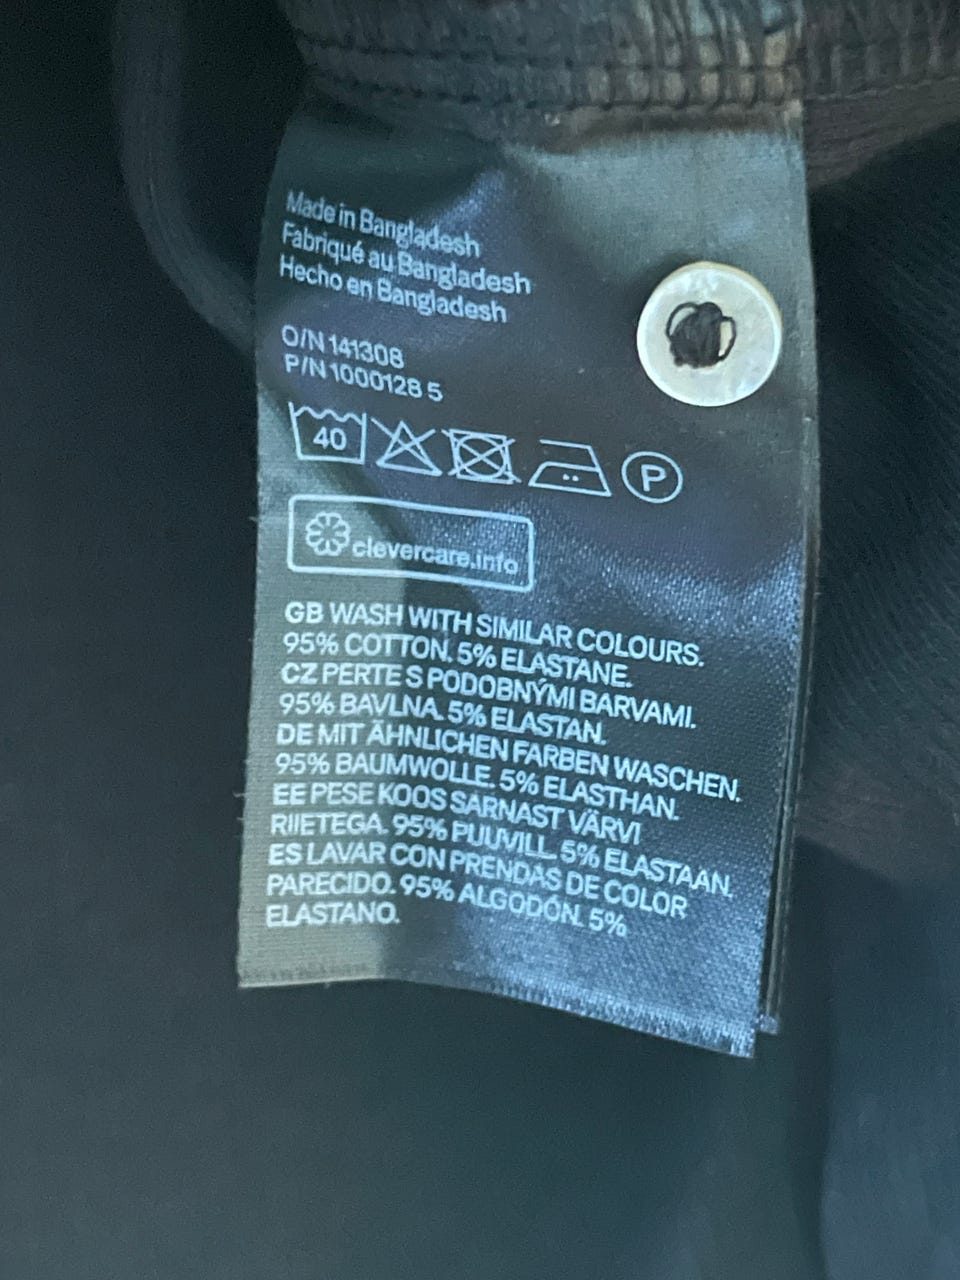 Made in Bangladesh
Fabriqué au Bangladesh
Hecho en Bangladesh
O/N 141308
P/N 1000128 5
40
P
clevercare.info
GB WASH WITH SIMILAR COLOURS.
95% COTTON. 5% ELASTANE.
CZ PERTE S PODOBNÝMI BARVAMI.
95% BAVLNA. 5% ELASTAN.
DE MIT ÄHNLICHEN FARBEN WASCHEN.
95% BAUMWOLLE. 5% ELASTHAN.
EE PESE KOOS SARNAST VÄRVI
RIIETEGA. 95% PUUVILL. 5% ELASTAAN.
ES LAVAR CON PRENDAS DE COLOR
PARECIDO. 95% ALGODÓN. 5%
ELASTANO.